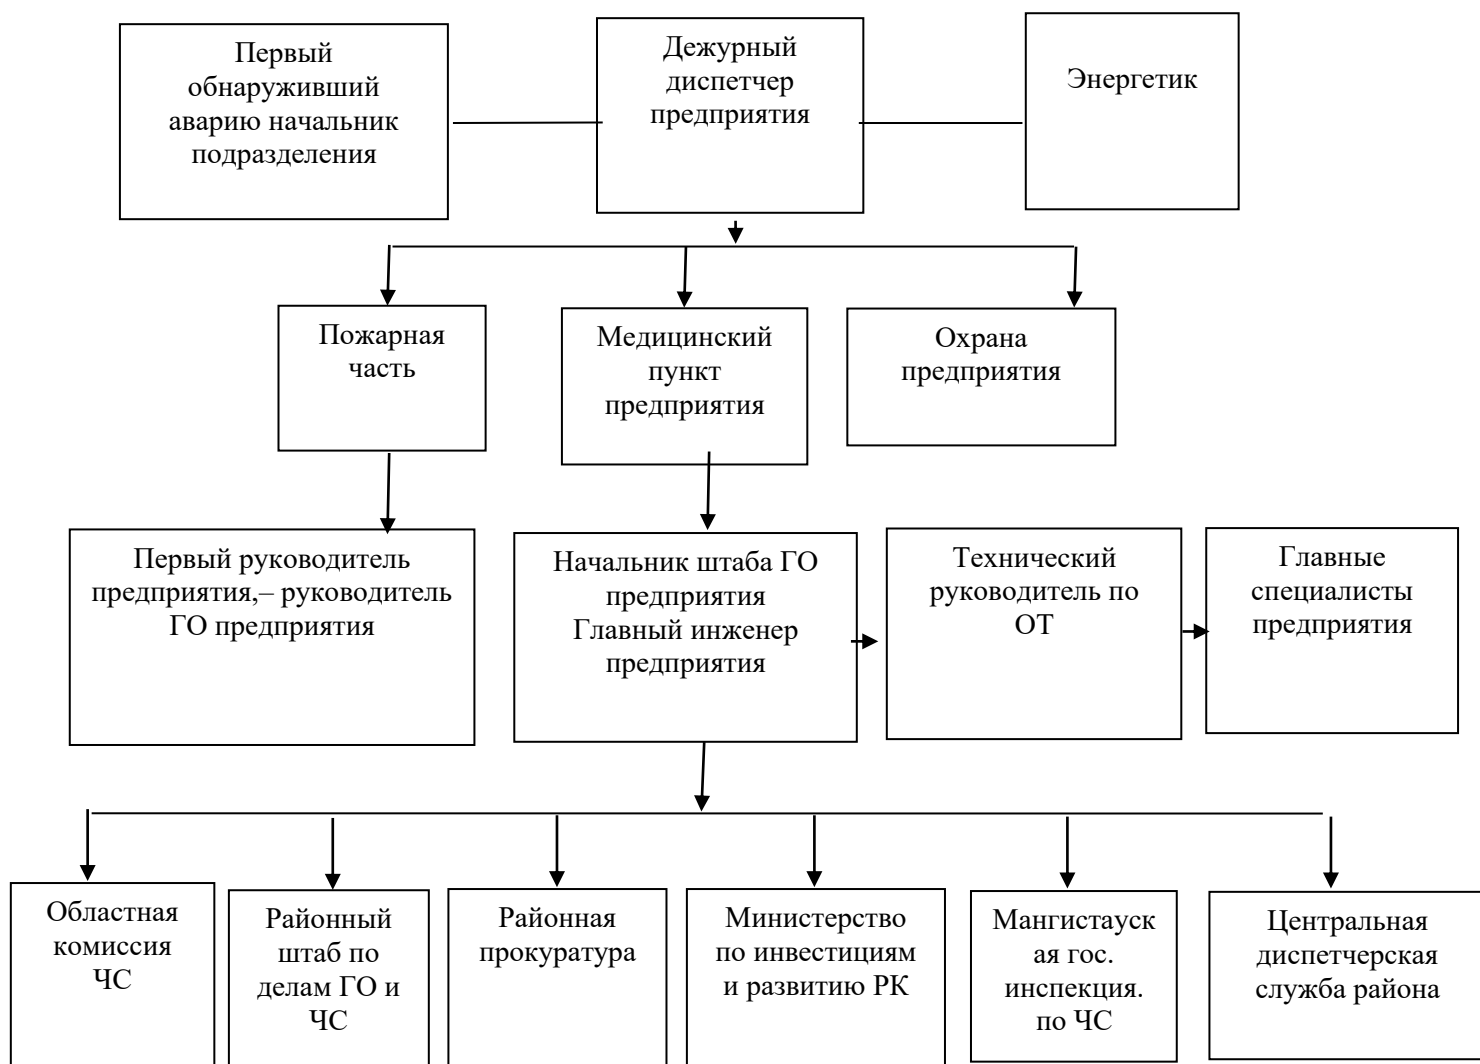 Первый
обнаруживший
аварию начальник
подразделения
Дежурный
диспетчер
предприятия
Энергетик
Пожарная
часть
Медицинский
пункт
предприятия
Охрана
предприятия
Первый руководитель
предприятия,– руководитель
ГО предприятия
Начальник штаба ГО
предприятия
Главный инженер
предприятия
Технический
руководитель по
ОТ
Главные
специалисты
предприятия
Областная
комиссия
ЧС
Районный
штаб по
делам ГО и
ЧС
Районная
прокуратура
Министерство
по инвестициям
и развитию РК
Мангистауск
ая гос.
инспекция.
по ЧС
Центральная
диспетчерская
служба района